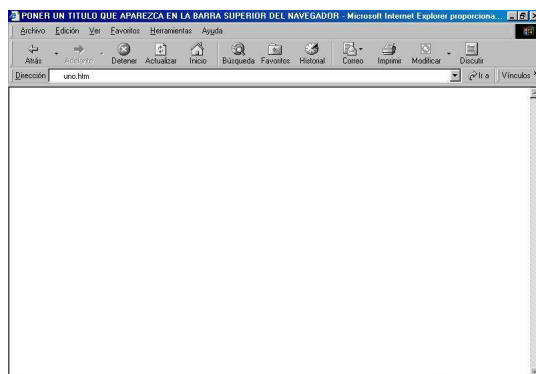 PONER UN TITULO QUE APAREZCA EN LA BARRA SUPERIOR DEL NAVEGADOR - Microsoft Internet Explorer proporciona...
Archivo Edición Ver Favoritos Herramientas Ayuda
Atrás Adelante Detener Actualizar Inicio Búsqueda Favoritos Historial Correo Imprimir Modificar Discutir
Dirección uno.htm Ir a Vínculos »